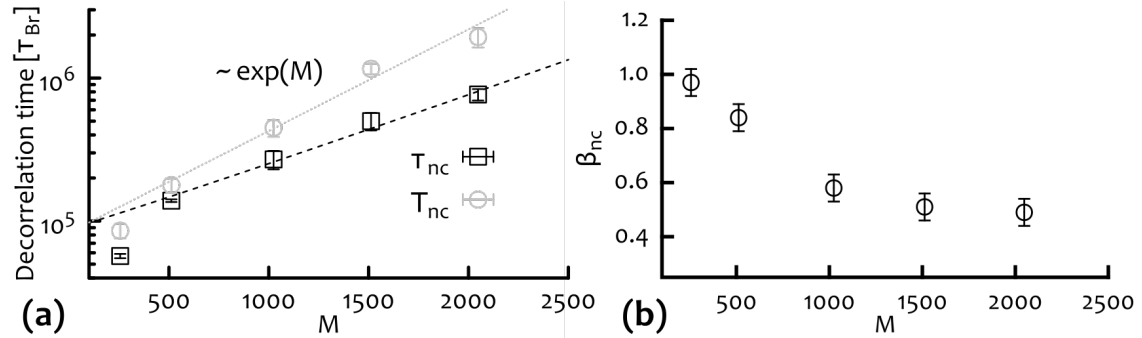 Decorrelation time [τBr]
10⁶
10⁵
~ exp(M)
τnc
Tnc
500 1000 1500 2000 2500
M
(a)
βnc
1.2
1.0
0.8
0.6
0.4
500 1000 1500 2000 2500
M
(b)